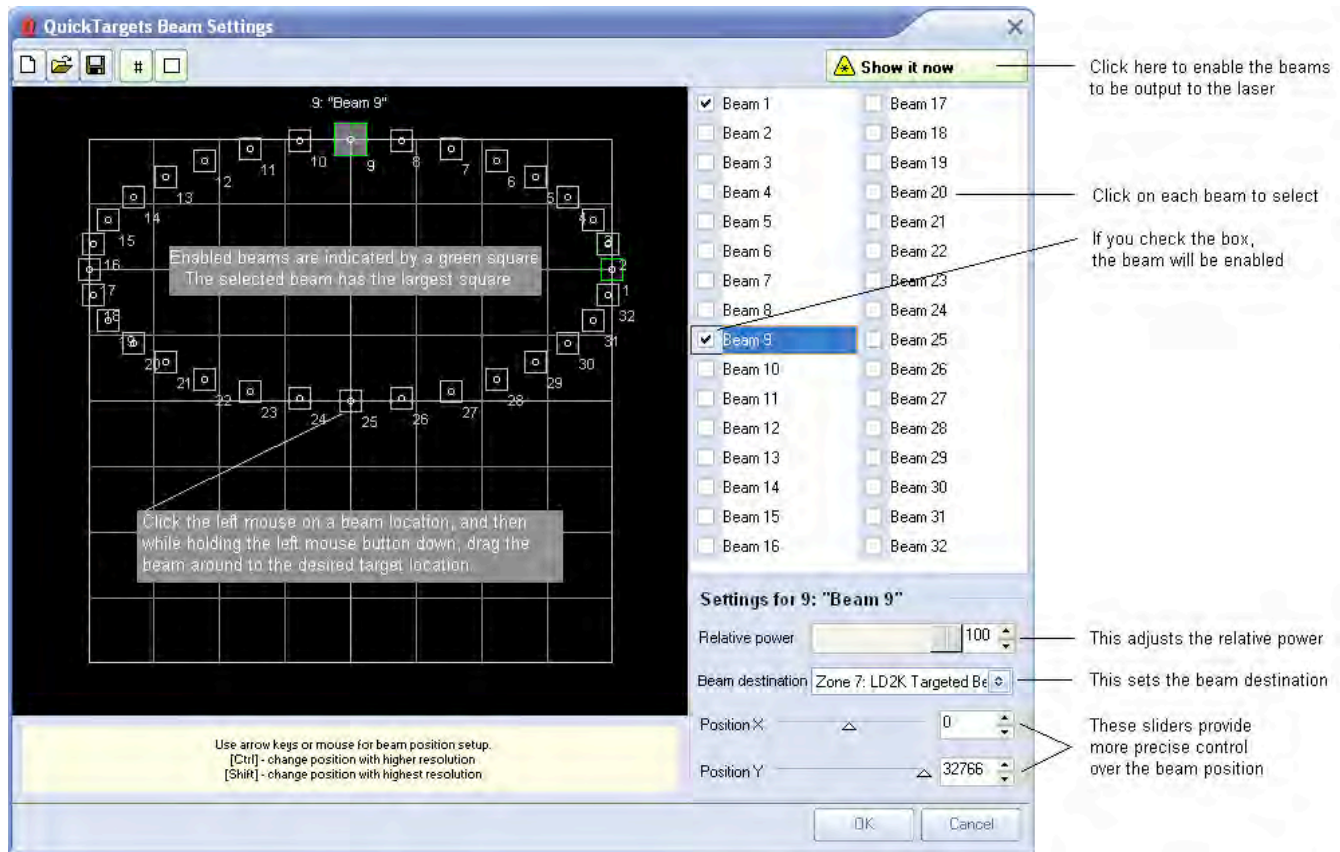 QuickTargets Beam Settings
#
Show it now
Click here to enable the beams
to be output to the laser
9: "Beam 9"
10
9
8
11
7
12
6
13
5
14
4
15
3
16
2
17
1
18
32
19
31
20
30
21
29
22
28
23
27
24
26
25
Enabled beams are indicated by a green square
The selected beam has the largest square
Click the left mouse on a beam location, and then
while holding the left mouse button down, drag the
beam around to the desired target location.
Beam 1
Beam 2
Beam 3
Beam 4
Beam 5
Beam 6
Beam 7
Beam 8
Beam 9
Beam 10
Beam 11
Beam 12
Beam 13
Beam 14
Beam 15
Beam 16
Beam 17
Beam 18
Beam 19
Beam 20
Beam 21
Beam 22
Beam 23
Beam 24
Beam 25
Beam 26
Beam 27
Beam 28
Beam 29
Beam 30
Beam 31
Beam 32
Click on each beam to select
If you check the box,
the beam will be enabled
Settings for 9: "Beam 9"
Relative power
100
This adjusts the relative power
Beam destination
Zone 7: LD2K Targeted Be
This sets the beam destination
Position X
0
Position Y
32766
These sliders provide
more precise control
over the beam position
Use arrow keys or mouse for beam position setup.
[Ctrl] - change position with higher resolution
[Shift] - change position with highest resolution
OK
Cancel